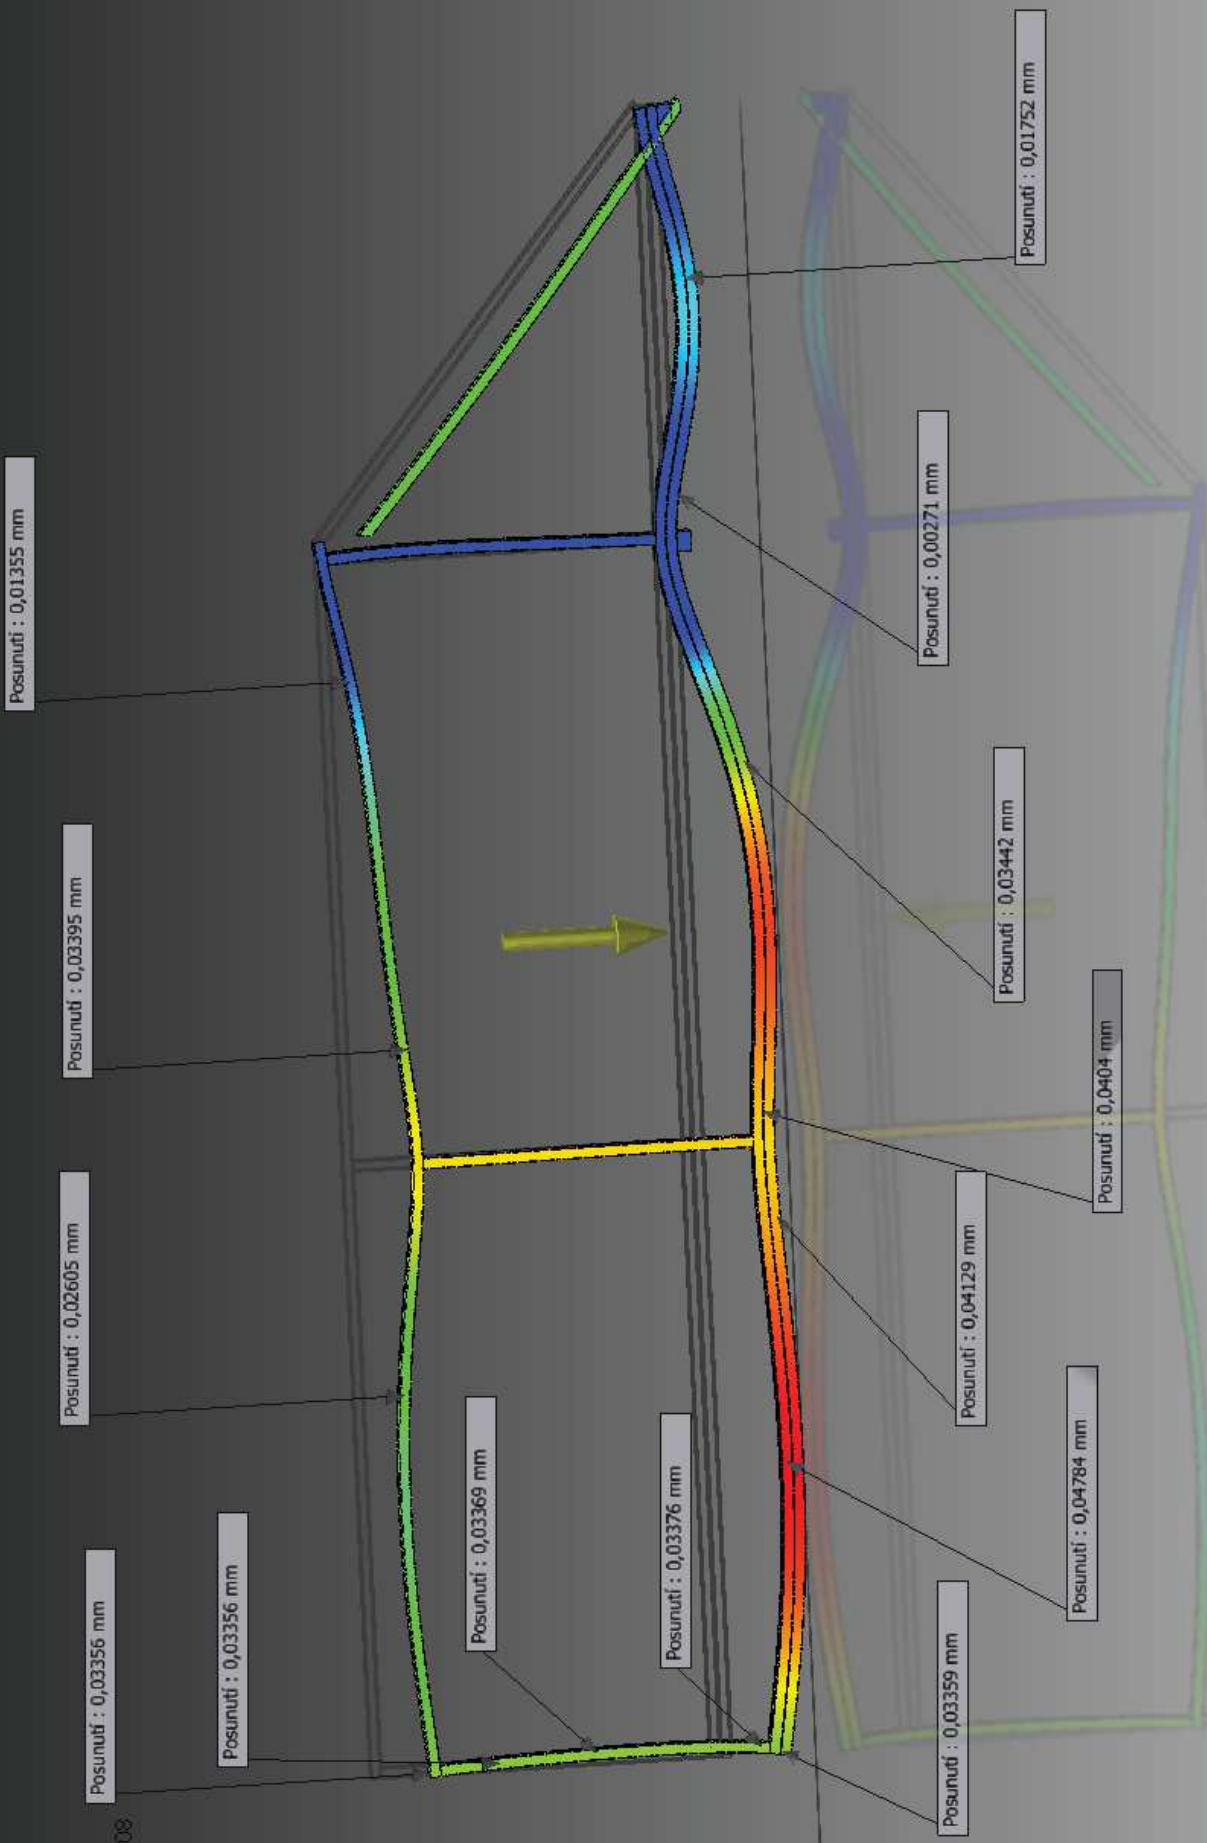 Posunutí : 0,03356 mm
Posunutí : 0,02605 mm
Posunutí : 0,03395 mm
Posunutí : 0,01355 mm
Posunutí : 0,03356 mm
Posunutí : 0,03369 mm
Posunutí : 0,03376 mm
Posunutí : 0,03359 mm
Posunutí : 0,04784 mm
Posunutí : 0,04129 mm
Posunutí : 0,0404 mm
Posunutí : 0,03442 mm
Posunutí : 0,00271 mm
Posunutí : 0,01752 mm